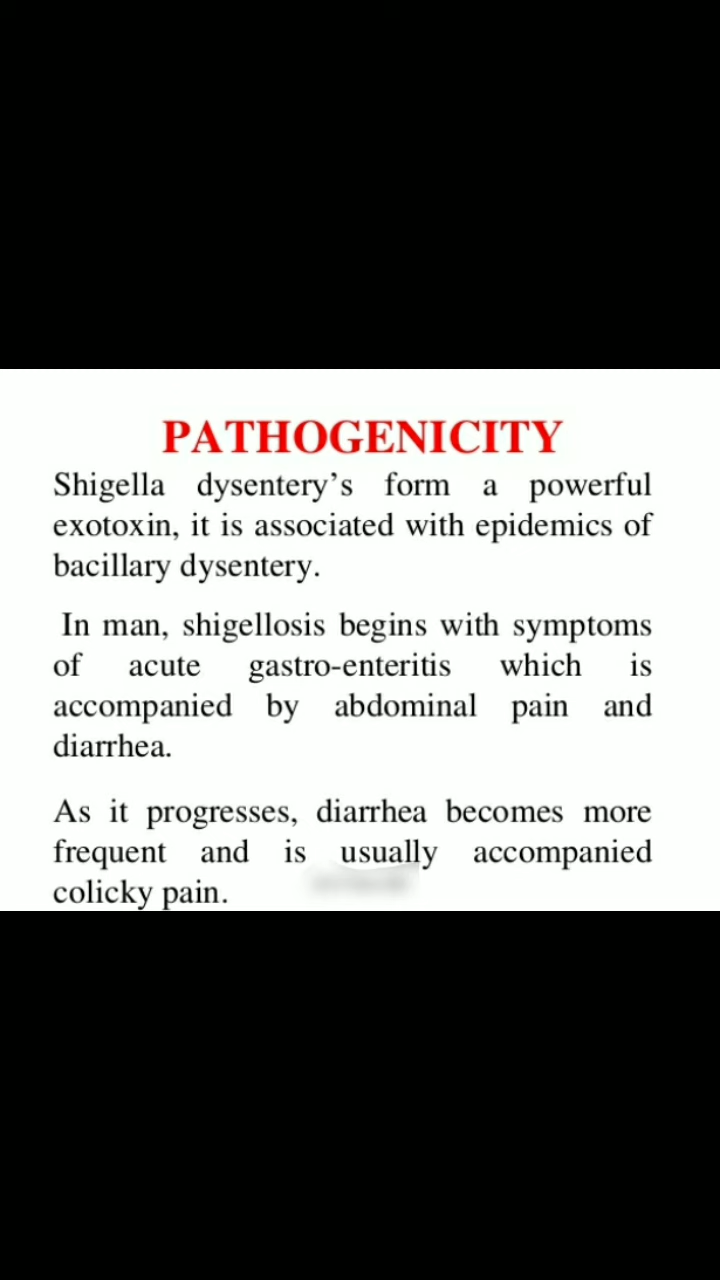 PATHOGENICITY
Shigella dysentery’s form a powerful
exotoxin, it is associated with epidemics of
bacillary dysentery.
In man, shigellosis begins with symptoms
of acute gastro-enteritis which is
accompanied by abdominal pain and
diarrhea.
As it progresses, diarrhea becomes more
frequent and is usually accompanied
colicky pain.